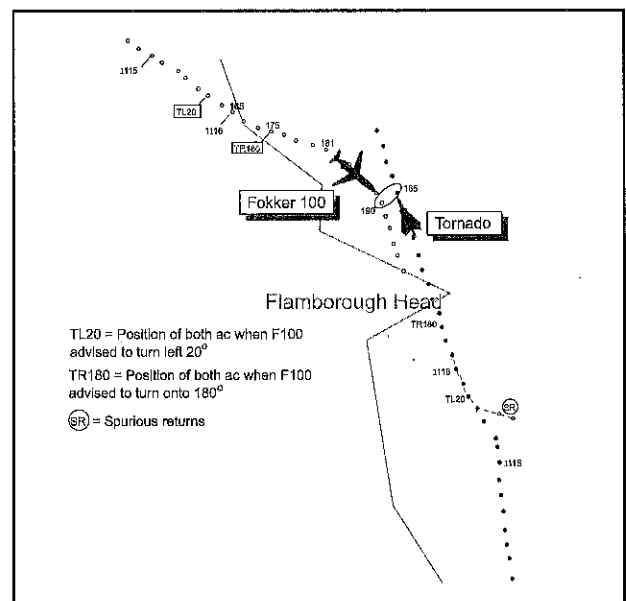 1115
TL20
165
1116
175
TR180
181
185
190
Fokker 100
Tornado
Flamborough Head
TR180
1116
TL20
SR
1115
TL20 = Position of both ac when F100
advised to turn left 20°
TR180 = Position of both ac when F100
advised to turn onto 180°
SR = Spurious returns